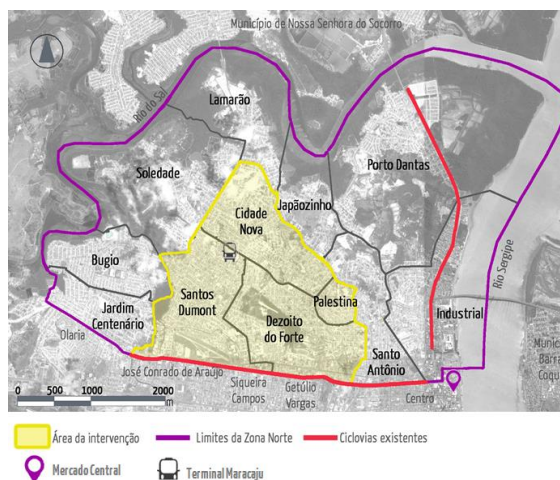 Município de Nossa Senhora do Socorro
Rio do Sal
Lamarão
Porto Dantas
Soledade
Japãozinho
Cidade
Nova
Bugio
Rio Sergipe
Santos
Dumont
Palestina
Jardim
Centenário
Industrial
Dezoito
do Forte
Olaria
Munic
Barra
Coqu
Santo
Antônio
José Conrado de Araújo
Siqueira
Campos
Getúlio
Vargas
Centro
0 500 1000 2000
m
Área da intervenção
Limites da Zona Norte
Ciclovias existentes
Mercado Central
Terminal Maracaju